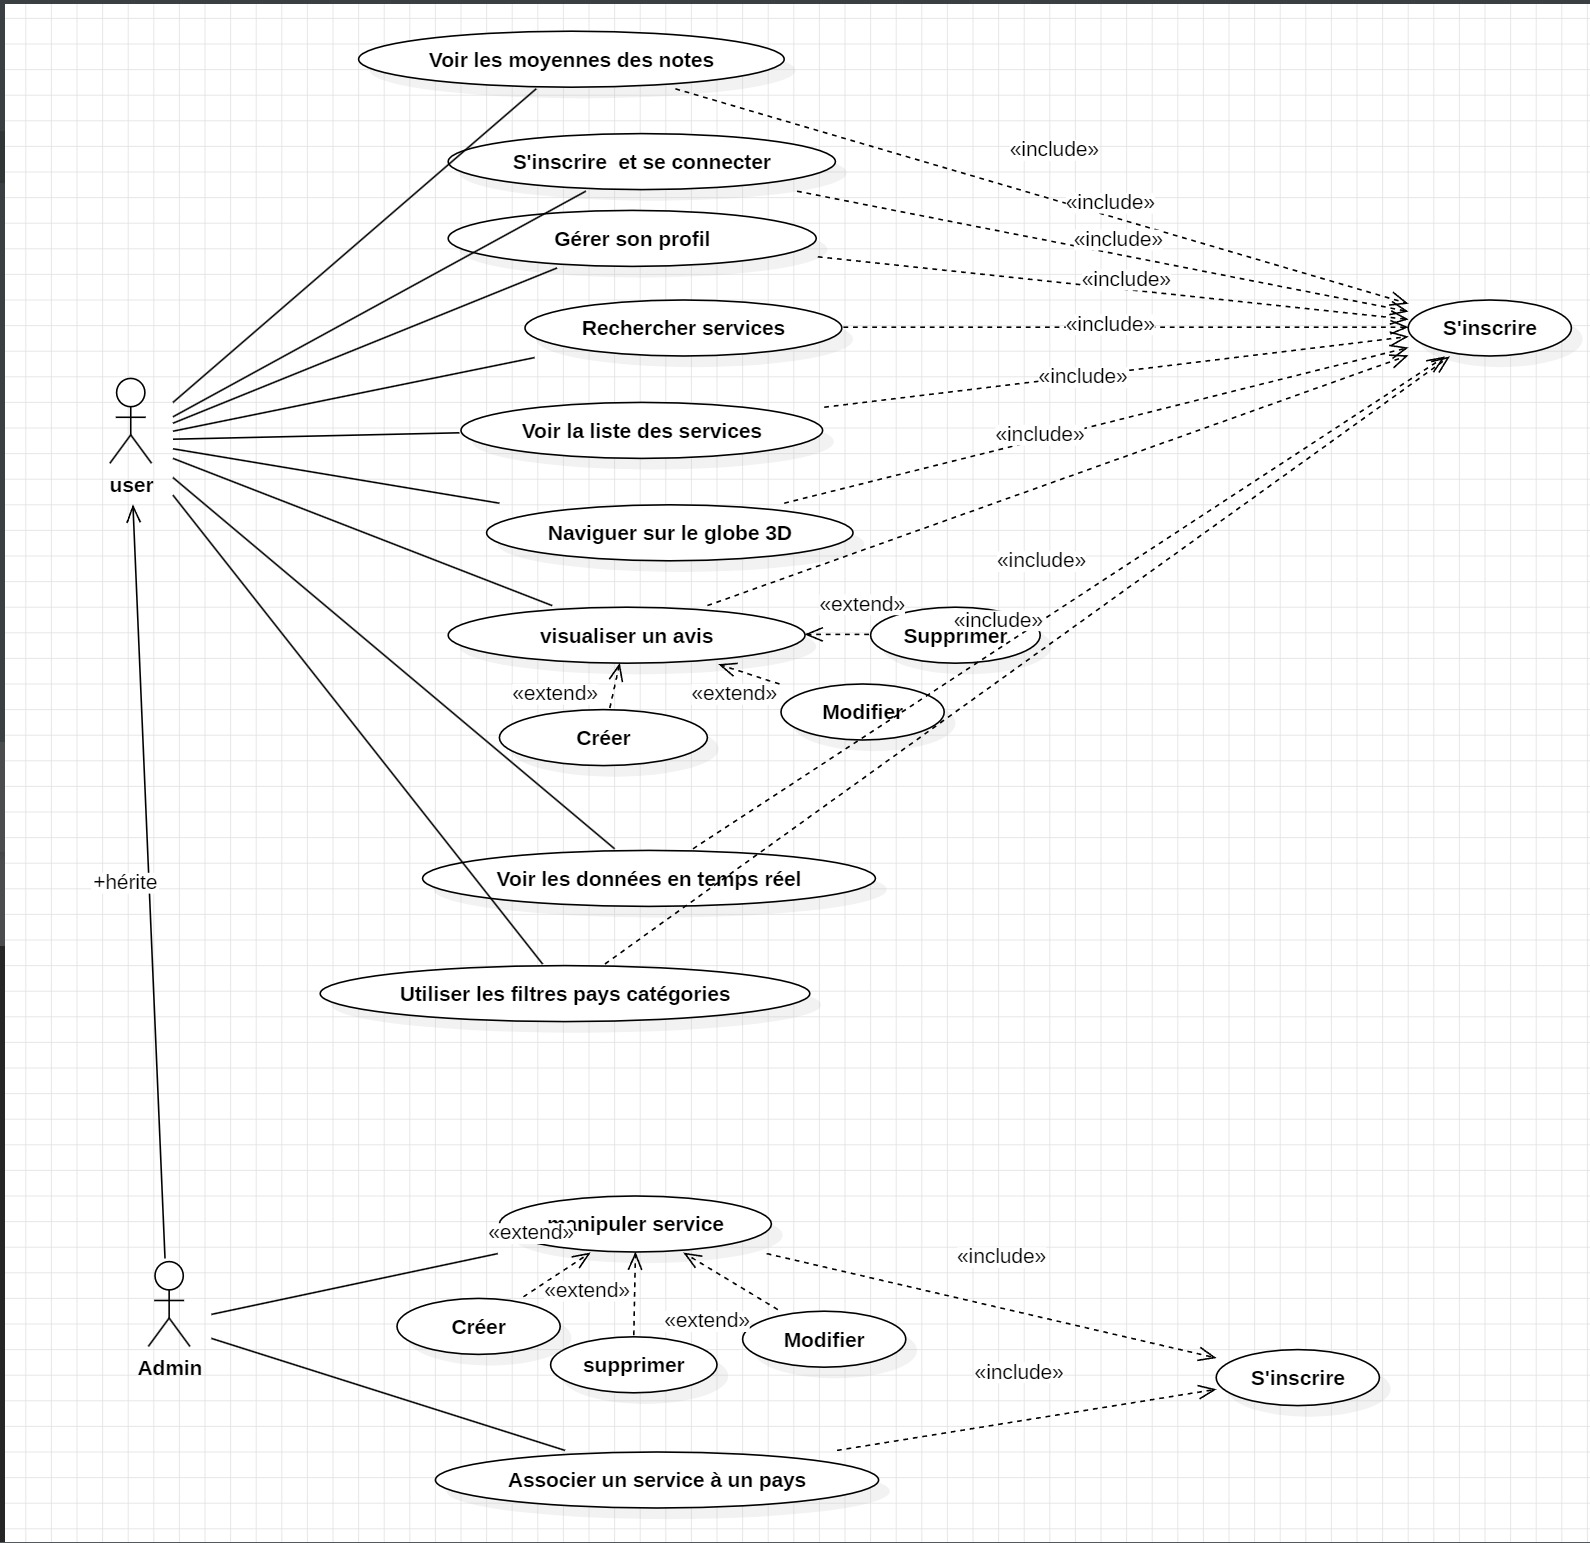 Voir les moyennes des notes
«include»
S'inscrire  et se connecter
«include»
Gérer son profil
«include»
«include»
Rechercher services
«include»
S'inscrire
«include»
Voir la liste des services
«include»
user
Naviguer sur le globe 3D
«include»
«extend»
«include»
visualiser un avis
Supprimer
«extend»
«extend»
Modifier
Créer
+hérite
Voir les données en temps réel
Utiliser les filtres pays catégories
manipuler service
«extend»
«include»
«extend»
«extend»
Créer
Modifier
supprimer
Admin
«include»
S'inscrire
Associer un service à un pays